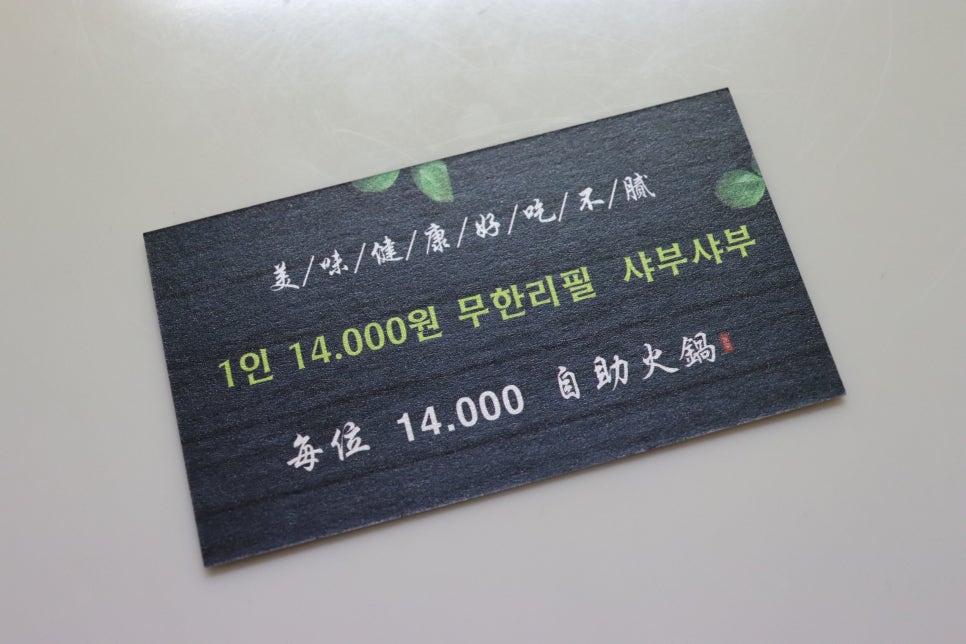 美/味/健/康/好/吃/不/腻
1인 14.000원 무한리필 샤부샤부
每位 14.000 自助火鍋